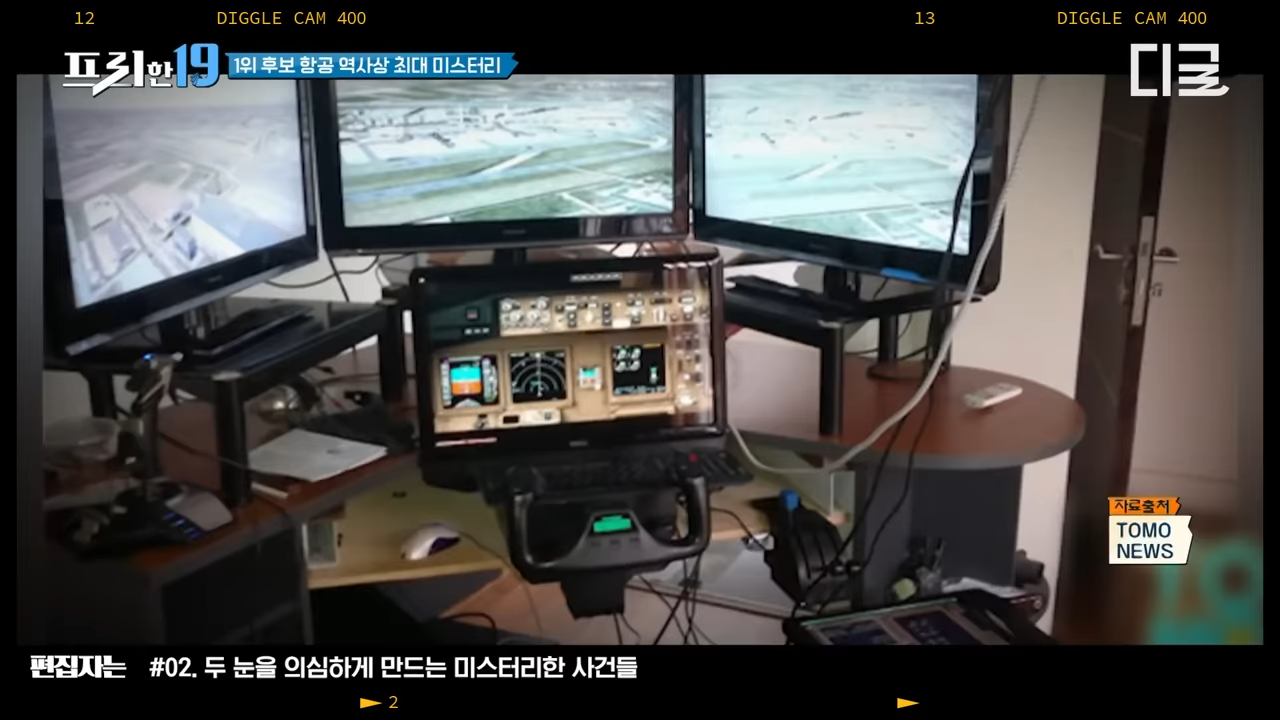 12
DIGGLE CAM 400
13
DIGGLE CAM 400
프리한19
1위 후보 항공 역사상 최대 미스터리
디글
자료출처
TOMO
NEWS
19
편집자는
#02. 두 눈을 의심하게 만드는 미스터리한 사건들
2